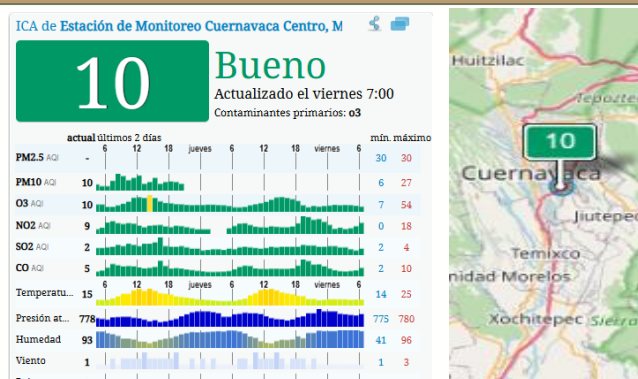 ICA de Estación de Monitoreo Cuernavaca Centro, M
10
Bueno
Actualizado el viernes 7:00
Contaminantes primarios: o3
actual últimos 2 días mín. máximo
6 12 18 jueves 6 12 18 viernes 6
PM2.5 AQI - 30 30
PM10 AQI 10 6 27
O3 AQI 10 7 54
NO2 AQI 9 0 18
SO2 AQI 2 2 4
CO AQI 5 2 10
6 12 18 jueves 6 12 18 viernes 6
Temperatu... 15 14 25
Presión at... 778 775 780
Humedad 93 41 96
Viento 1 1 3
Huitzilac
Tepozte
10
Cuernavaca
Jiutepec
Temixco
nidad Morelos
Xochitepec Sierra